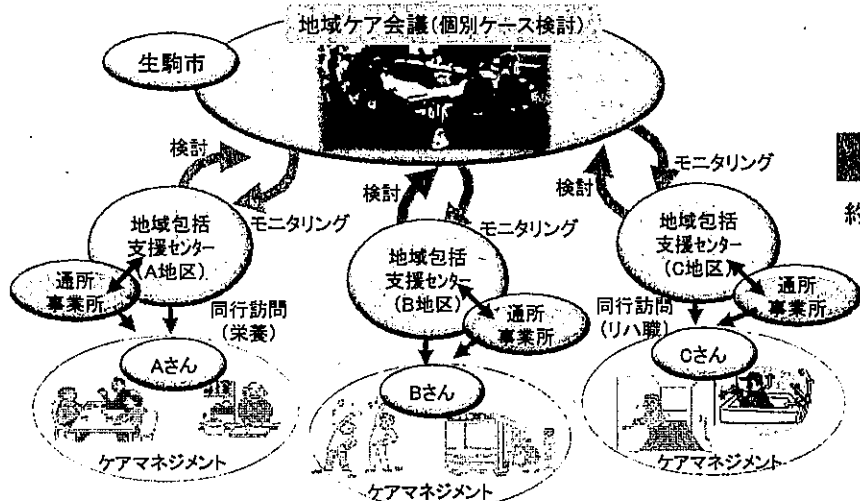 地域ケア会議(個別ケース検討)
生駒市
検討
モニタリング
検討
モニタリング
検討
モニタリング
約
地域包括
支援センター
(A地区)
通所
事業所
同行訪問
(栄養)
Aさん
ケアマネジメント
地域包括
支援センター
(B地区)
通所
事業所
Bさん
ケアマネジメント
地域包括
支援センター
(C地区)
通所
事業所
同行訪問
(リハ職)
Cさん
ケアマネジメント